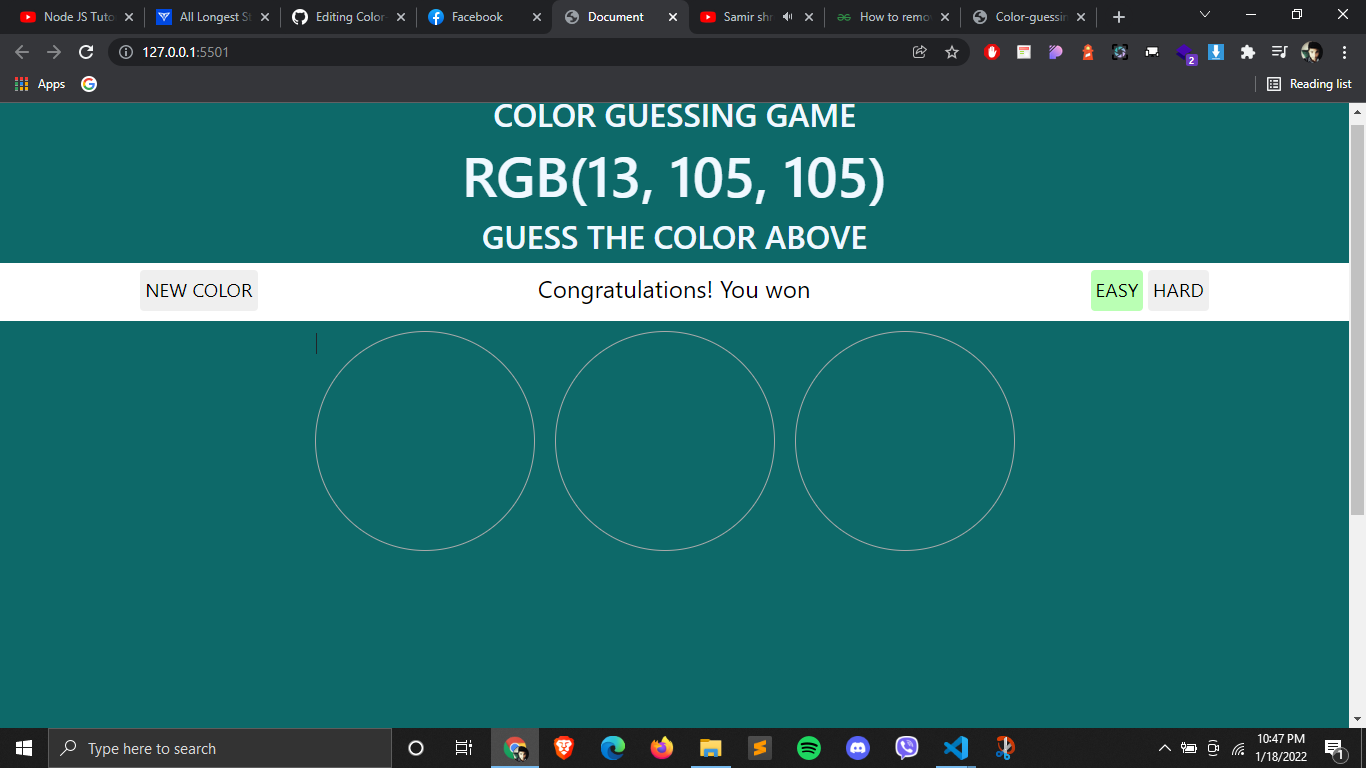 Node JS Tuto
All Longest St
Editing Color-
Facebook
Document
Samir shr
How to remo
Color-guessin
127.0.0.1:5501
2
Apps
Reading list
COLOR GUESSING GAME
RGB(13, 105, 105)
GUESS THE COLOR ABOVE
NEW COLOR
Congratulations! You won
EASY
HARD
Type here to search
10:47 PM
1/18/2022
1